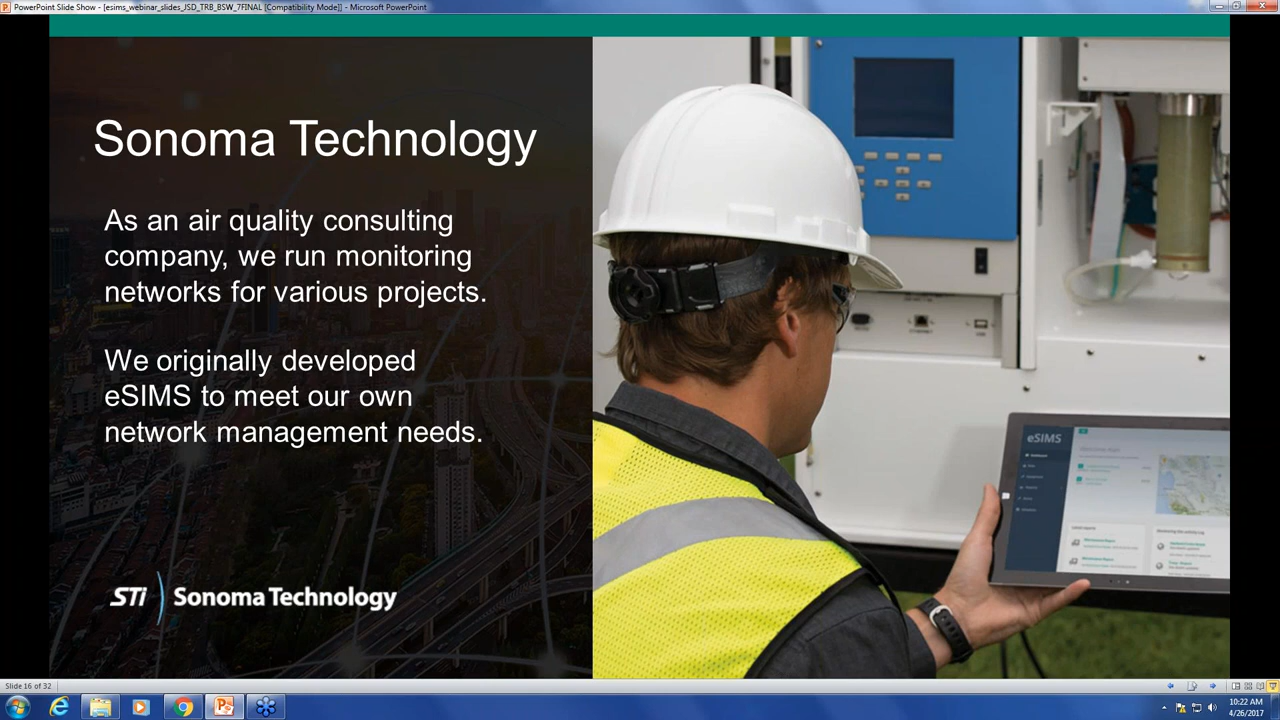 PowerPoint Slide Show - [esims_webinar_slides_JSD_TRB_BSW_7FINAL [Compatibility Mode]] - Microsoft PowerPoint
Sonoma Technology
As an air quality consulting
company, we run monitoring
networks for various projects.
We originally developed
eSIMS to meet our own
network management needs.
STi Sonoma Technology
eSIMS
Slide 16 of 32
10:22 AM
4/26/2017